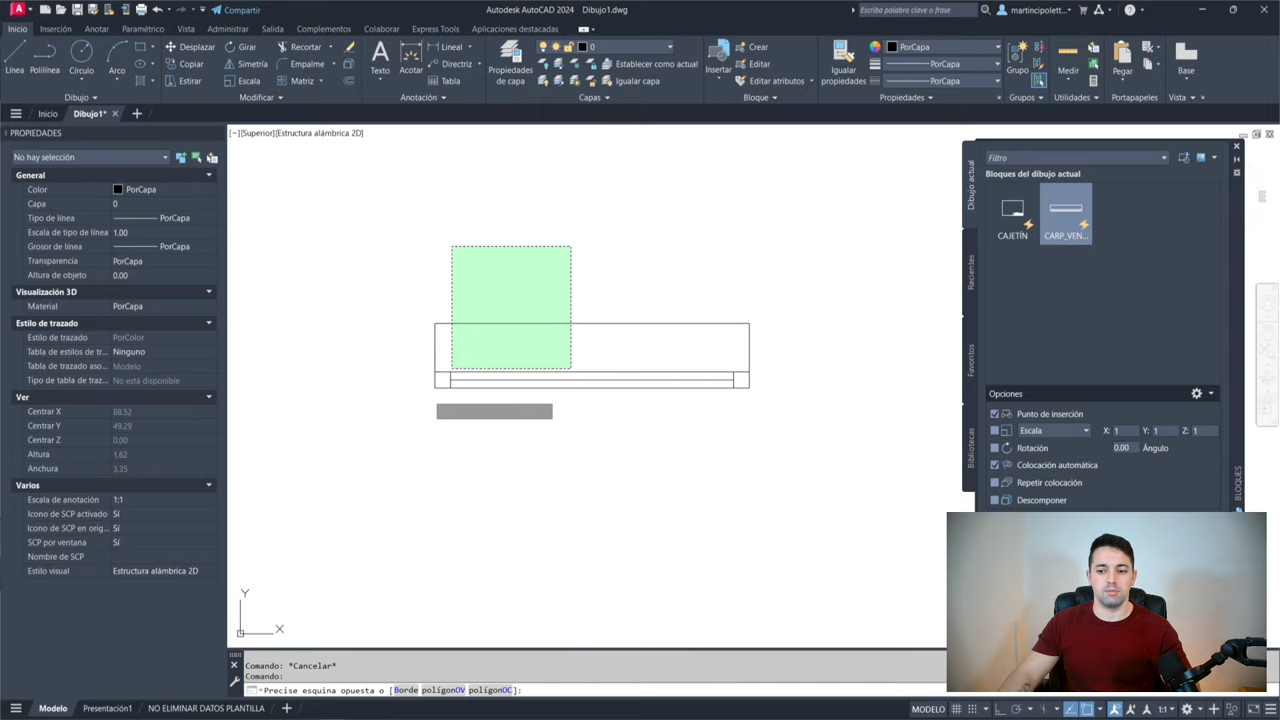 Compartir
Autodesk AutoCAD 2024 Dibujo1.dwg
Escriba palabra clave o frase
martincipolett...
Inicio Inserción Anotar Paramétrico Vista Administrar Salida Complementos Colaborar Express Tools Aplicaciones destacadas
Línea Polilínea Círculo Arco
Desplazar Girar Recortar
Copiar Simetría Empalme
Estirar Escala Matriz
Texto Acotar
Lineal
Directriz
Tabla
Propiedades de capa
0
Establecer como actual
Igualar capa
Insertar
Crear
Editar
Editar atributos
Igualar propiedades
PorCapa
PorCapa
PorCapa
Grupo Medir Pegar Base
Dibujo Modificar Anotación Capas Bloque Propiedades Grupos Utilidades Portapapeles Vista
Inicio Dibujo1*
PROPIEDADES
No hay selección
General
Color PorCapa
Capa 0
Tipo de línea PorCapa
Escala de tipo de línea 1.00
Grosor de línea PorCapa
Transparencia PorCapa
Altura de objeto 0.00
Visualización 3D
Material PorCapa
Estilo de trazado
Estilo de trazado PorColor
Tabla de estilos de tr... Ninguno
Tabla de trazado aso... Modelo
Tipo de tabla de traz... No está disponible
Ver
Centrar X 88.52
Centrar Y 49.29
Centrar Z 0.00
Altura 1.62
Anchura 3.35
Varios
Escala de anotación 1:1
Icono de SCP activado Sí
Icono de SCP en orig... Sí
SCP por ventana Sí
Nombre de SCP
Estilo visual Estructura alámbrica 2D
[−][Superior][Estructura alámbrica 2D]
Y
X
Filtro
Bloques del dibujo actual
CAJETÍN CARP_VEN...
Dibujo actual
Recientes
Favoritos
Bibliotecas
Opciones
Punto de inserción
Escala X: 1 Y: 1 Z: 1
Rotación 0.00 Ángulo
Colocación automática
Repetir colocación
Descomponer
BLOQUES
Comando: *Cancelar*
Comando:
Precise esquina opuesta o [Borde polígonOV polígonOC]:
Modelo Presentación1 NO ELIMINAR DATOS PLANTILLA
MODELO
1:1